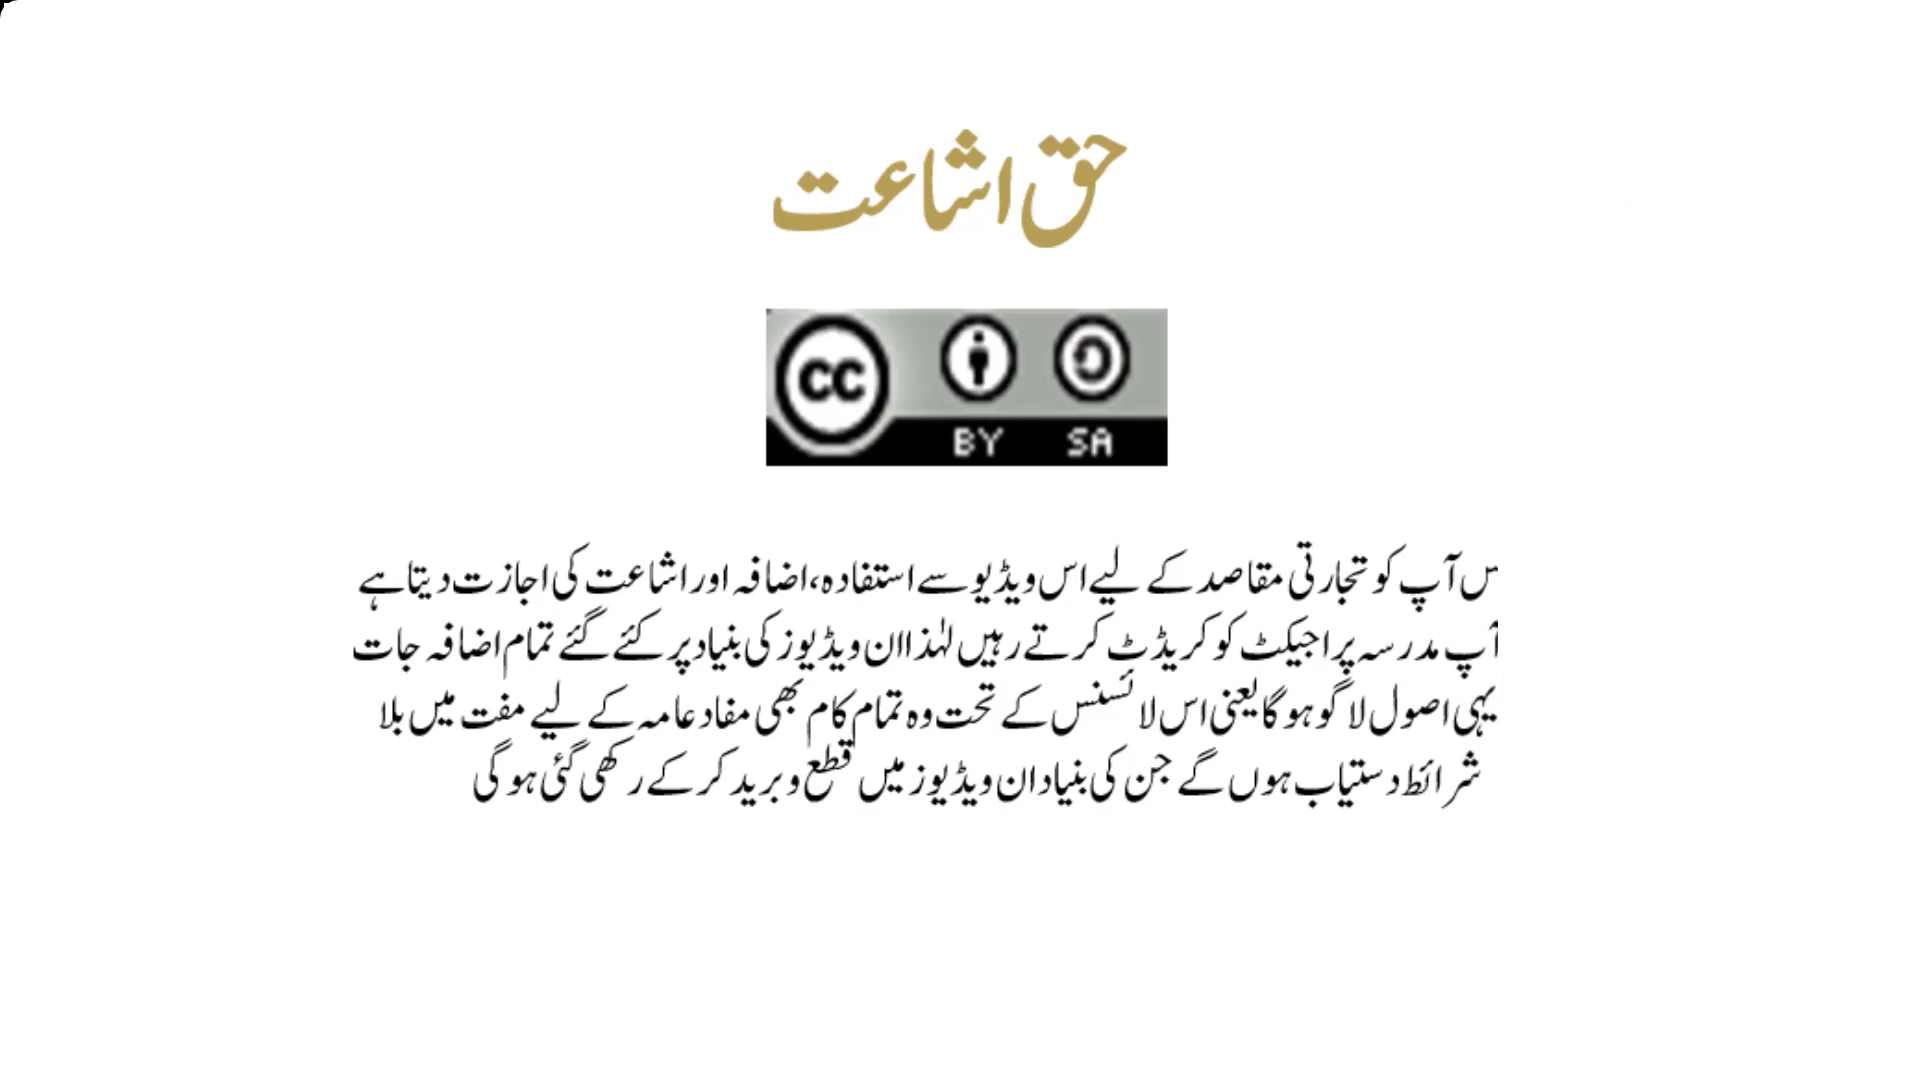 حق اشاعت
cc
BY SA
س آپ کو تجارتی مقاصد کے لیے اس ویڈیو سے استفادہ، اضافہ اور اشاعت کی اجازت دیتا ہے
آپ مدرسہ پراجیکٹ کو کریڈٹ کرتے رہیں لہٰذا ان ویڈیوز کی بنیاد پر کئے گئے تمام اضافہ جات
یہی اصول لاگو ہو گا یعنی اس لائسنس کے تحت وہ تمام کام بھی مفاد عامہ کے لیے مفت میں بلا
شرائط دستیاب ہوں گے جن کی بنیاد ان ویڈیوز میں قطع و برید کر کے رکھی گئی ہو گی